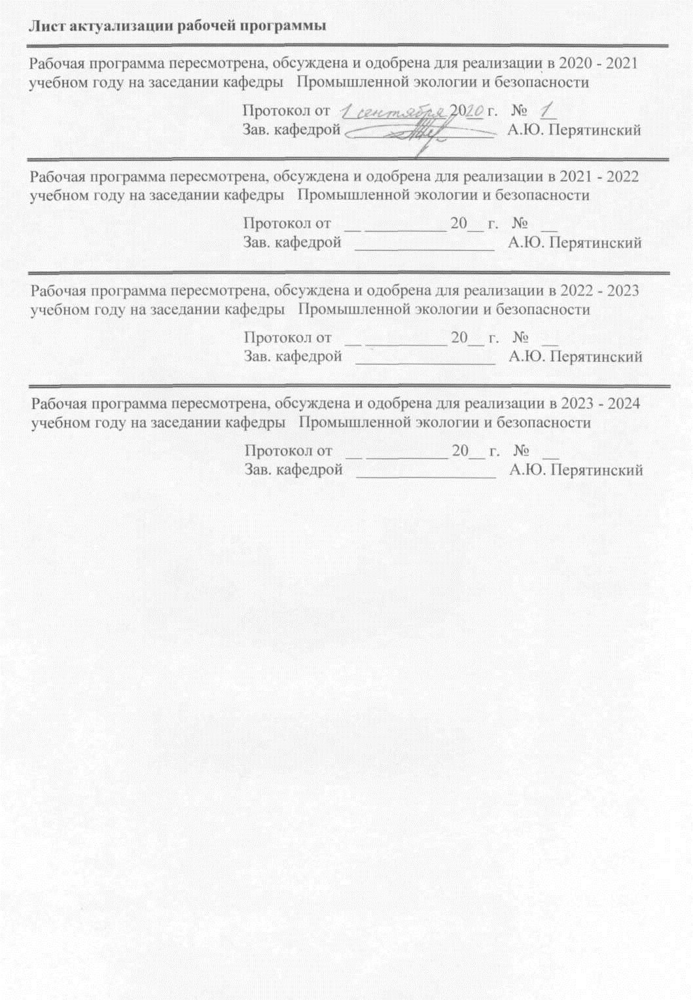 Лист актуализации рабочей программы
Рабочая программа пересмотрена, обсуждена и одобрена для реализации в 2020 - 2021
учебном году на заседании кафедры Промышленной экологии и безопасности
Протокол от 1 сентября 2020 г. № 1
Зав. кафедрой ________________ А.Ю. Перятинский
Рабочая программа пересмотрена, обсуждена и одобрена для реализации в 2021 - 2022
учебном году на заседании кафедры Промышленной экологии и безопасности
Протокол от __ __________ 20__ г. № __
Зав. кафедрой _________________ А.Ю. Перятинский
Рабочая программа пересмотрена, обсуждена и одобрена для реализации в 2022 - 2023
учебном году на заседании кафедры Промышленной экологии и безопасности
Протокол от __ __________ 20__ г. № __
Зав. кафедрой _________________ А.Ю. Перятинский
Рабочая программа пересмотрена, обсуждена и одобрена для реализации в 2023 - 2024
учебном году на заседании кафедры Промышленной экологии и безопасности
Протокол от __ __________ 20__ г. № __
Зав. кафедрой _________________ А.Ю. Перятинский